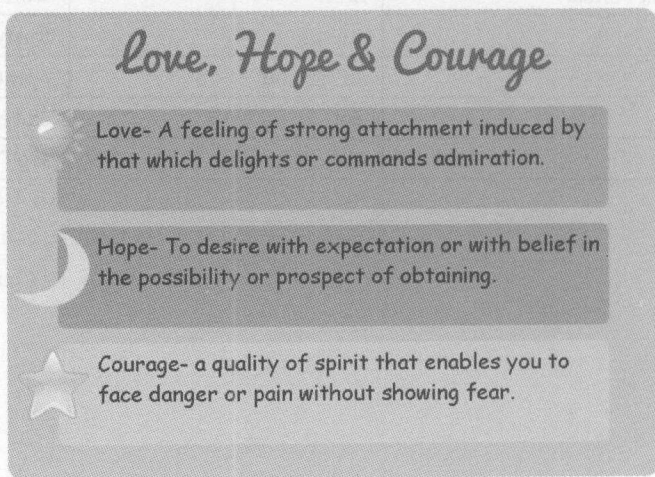 Love, Hope & Courage
Love- A feeling of strong attachment induced by
that which delights or commands admiration.
Hope- To desire with expectation or with belief in
the possibility or prospect of obtaining.
Courage- a quality of spirit that enables you to
face danger or pain without showing fear.